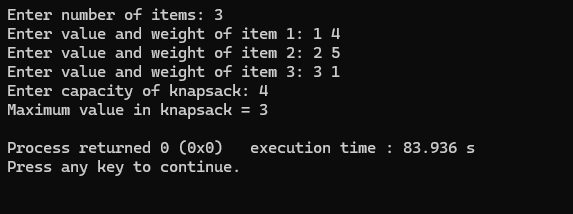 Enter number of items: 3
Enter value and weight of item 1: 1 4
Enter value and weight of item 2: 2 5
Enter value and weight of item 3: 3 1
Enter capacity of knapsack: 4
Maximum value in knapsack = 3
Process returned 0 (0x0)   execution time : 83.936 s
Press any key to continue.